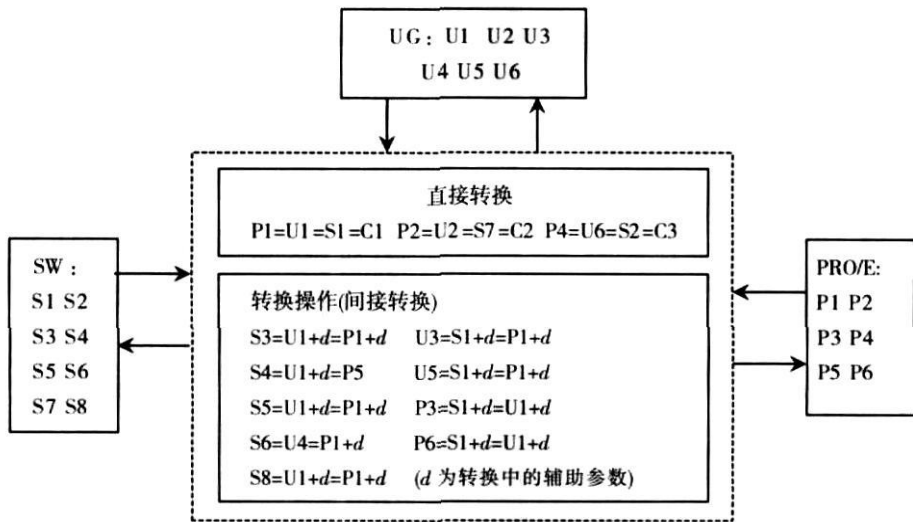 UG: U1 U2 U3
U4 U5 U6
直接转换
P1=U1=S1=C1 P2=U2=S7=C2 P4=U6=S2=C3
SW:
S1 S2
S3 S4
S5 S6
S7 S8
转换操作(间接转换)
S3=U1+d=P1+d U3=S1+d=P1+d
S4=U1+d=P5 U5=S1+d=P1+d
S5=U1+d=P1+d P3=S1+d=U1+d
S6=U4=P1+d P6=S1+d=U1+d
S8=U1+d=P1+d (d 为转换中的辅助参数)
PRO/E:
P1 P2
P3 P4
P5 P6